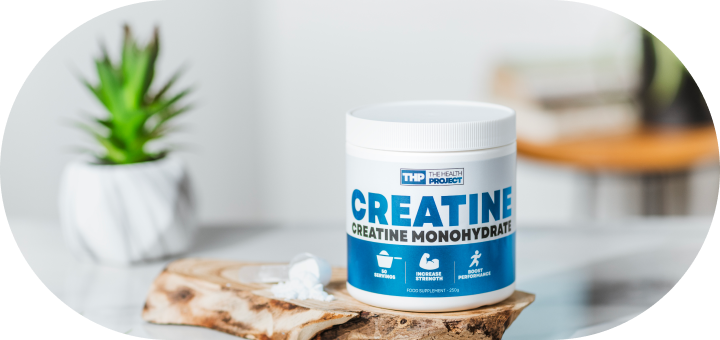 THP THE HEALTH
PROJECT
CREATINE
CREATINE MONOHYDRATE
50
SERVINGS
INCREASE
STRENGTH
BOOST
PERFORMANCE
FOOD SUPPLEMENT - 250g